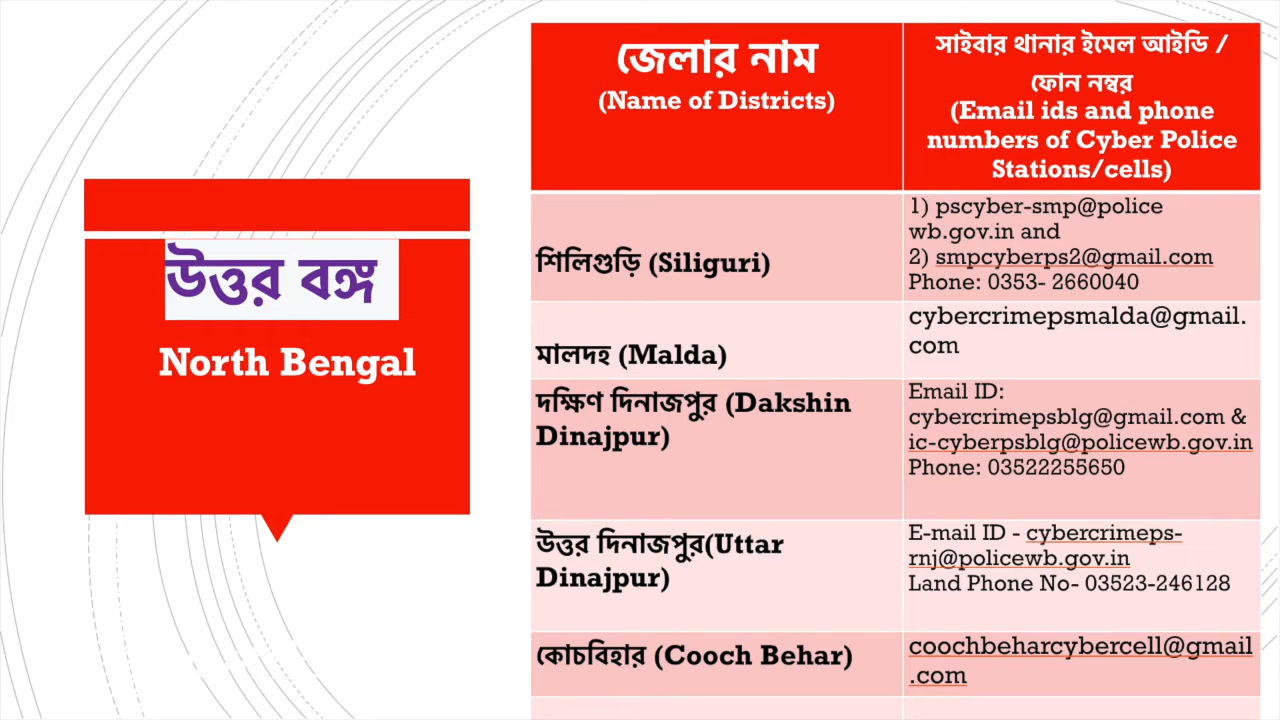 উত্তর বঙ্গ
North Bengal
জেলার নাম
(Name of Districts)
সাইবার থানার ইমেল আইডি /
ফোন নম্বর
(Email ids and phone
numbers of Cyber Police
Stations/cells)
শিলিগুড়ি (Siliguri)
1) pscyber-smp@police
wb.gov.in and
2) smpcyberps2@gmail.com
Phone: 0353- 2660040
মালদহ (Malda)
cybercrimepsmalda@gmail.
com
দক্ষিণ দিনাজপুর (Dakshin
Dinajpur)
Email ID:
cybercrimepsblg@gmail.com &
ic-cyberpsblg@policewb.gov.in
Phone: 03522255650
উত্তর দিনাজপুর(Uttar
Dinajpur)
E-mail ID - cybercrimeps-
rnj@policewb.gov.in
Land Phone No- 03523-246128
কোচবিহার (Cooch Behar)
coochbeharcybercell@gmail
.com